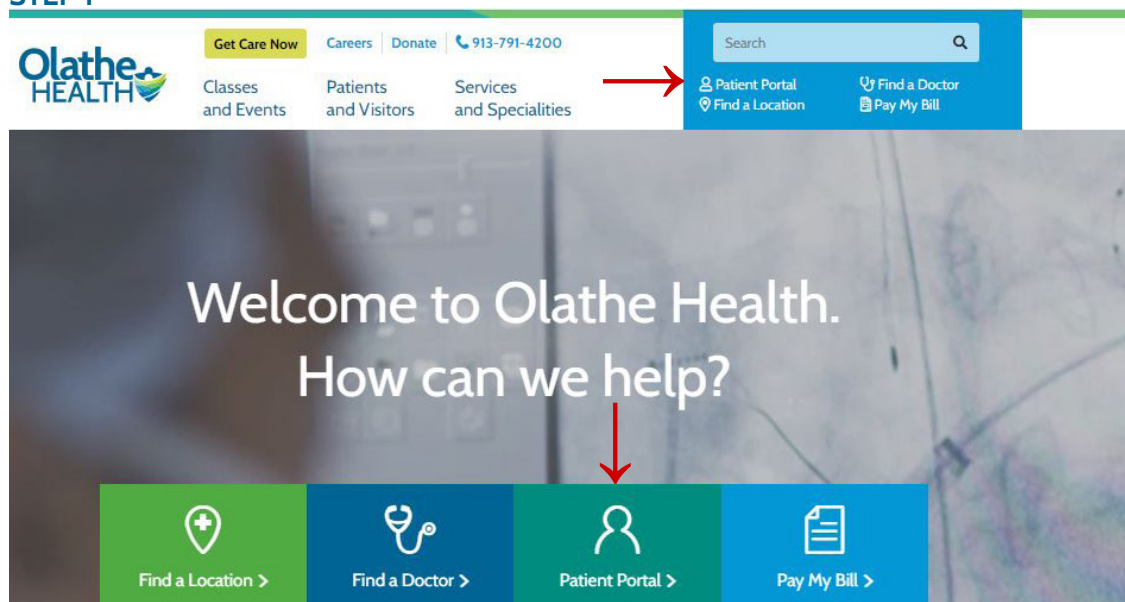 STEP 1
Olathe
HEALTH
Get Care Now
Careers
Donate
913-791-4200
Classes
and Events
Patients
and Visitors
Services
and Specialities
Search
Patient Portal
Find a Doctor
Find a Location
Pay My Bill
Welcome to Olathe Health.
How can we help?
Find a Location >
Find a Doctor >
Patient Portal >
Pay My Bill >